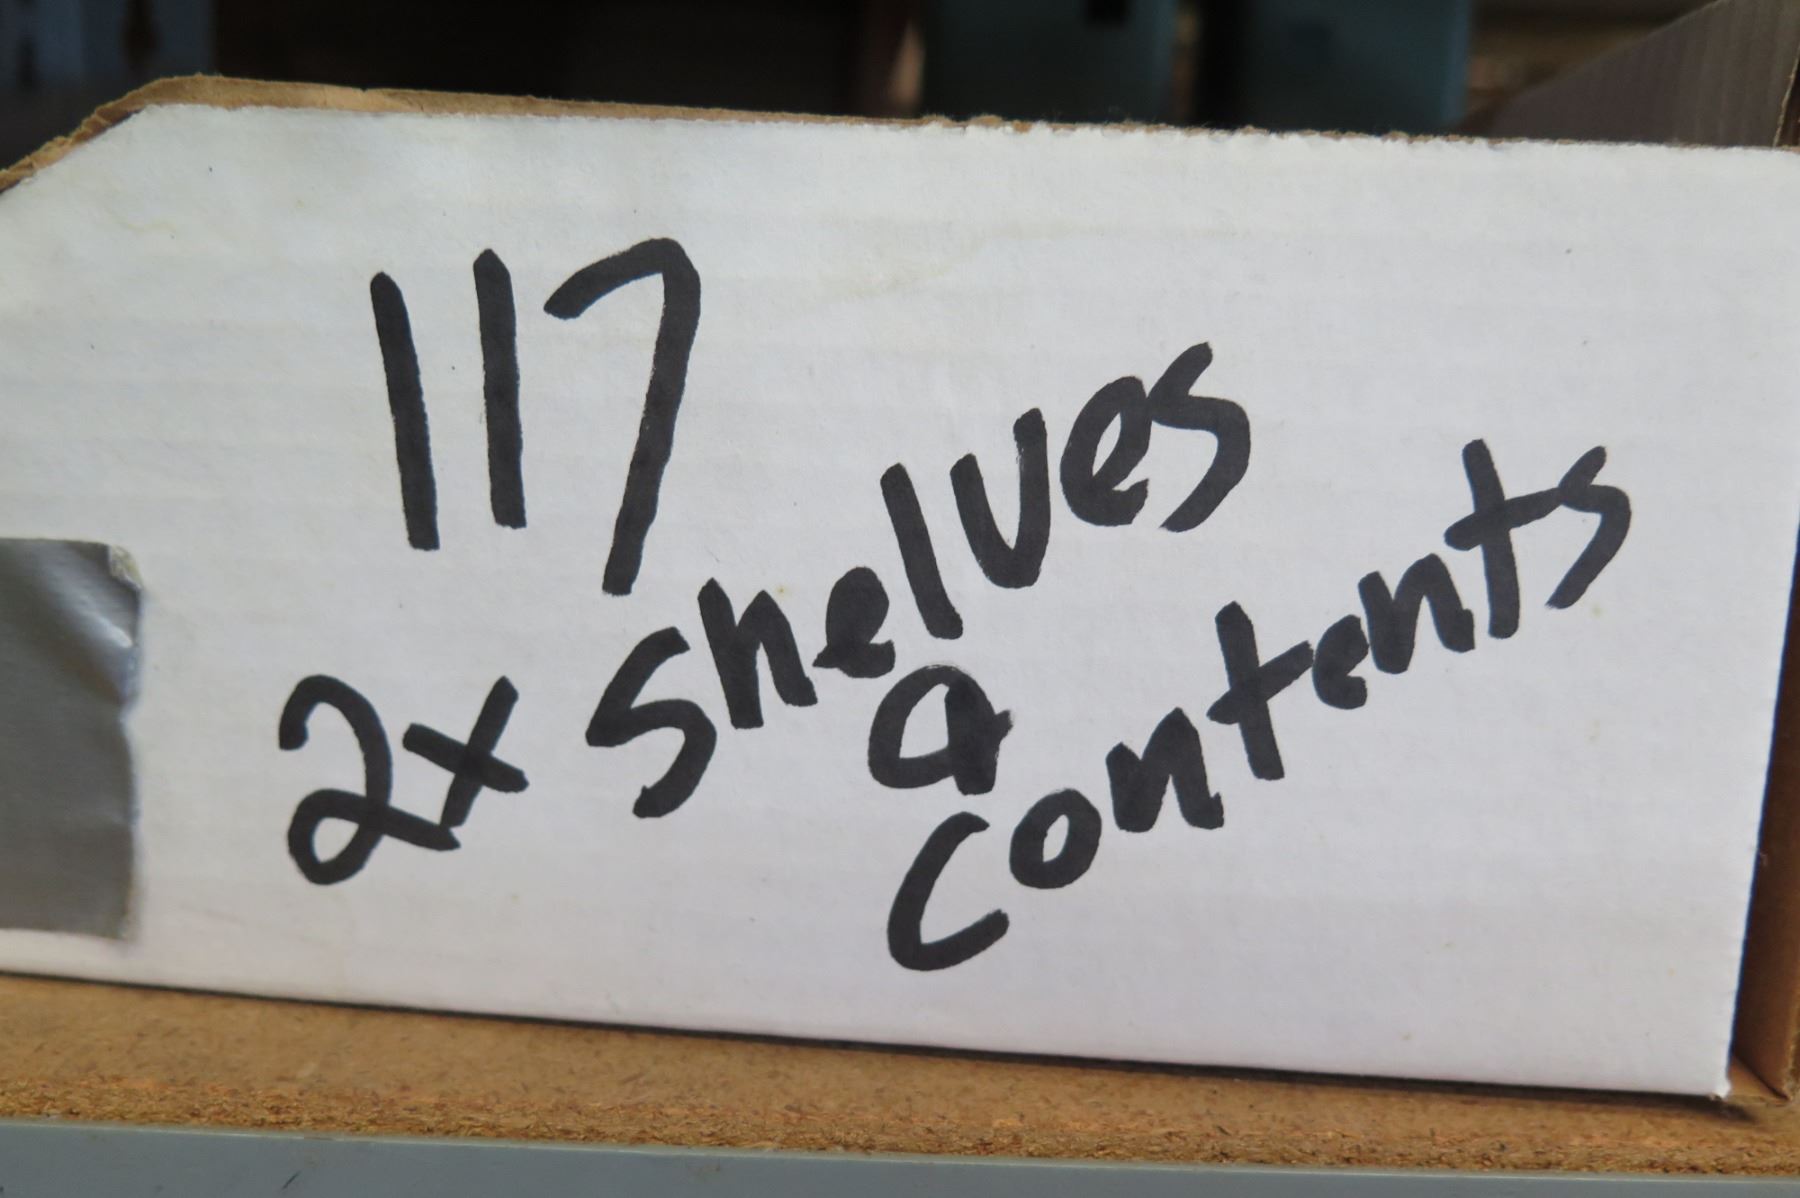 117
2x Shelves
a
Contents